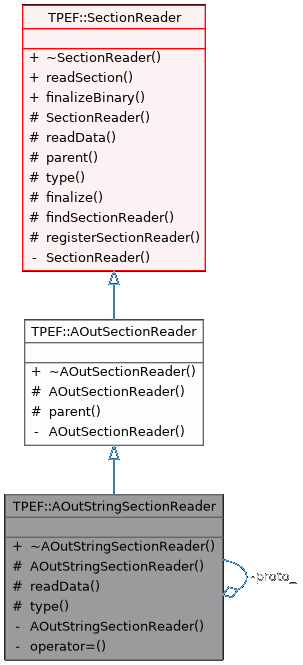 TPEF::SectionReader
+ ~SectionReader()
+ readSection()
+ finalizeBinary()
# SectionReader()
# readData()
# parent()
# type()
# finalize()
# findSectionReader()
# registerSectionReader()
- SectionReader()
TPEF::AOutSectionReader
+ ~AOutSectionReader()
# AOutSectionReader()
# parent()
- AOutSectionReader()
TPEF::AOutStringSectionReader
+ ~AOutStringSectionReader()
# AOutStringSectionReader()
# readData()
# type()
- AOutStringSectionReader()
- operator=()
-proto_